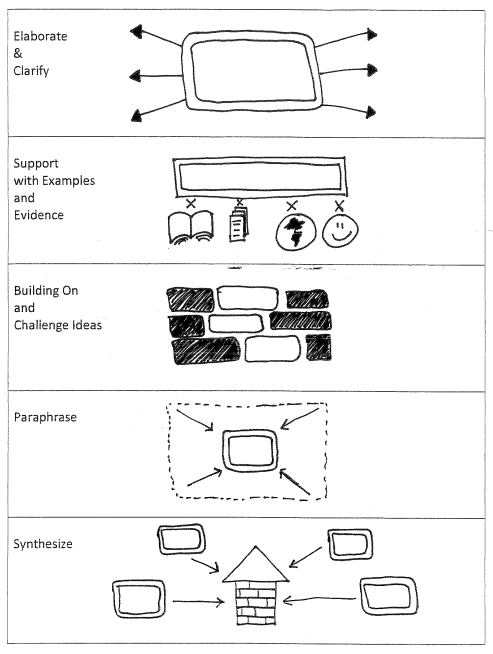 Elaborate
&
Clarify
Support
with Examples
and
Evidence
Building On
and
Challenge Ideas
Paraphrase
Synthesize